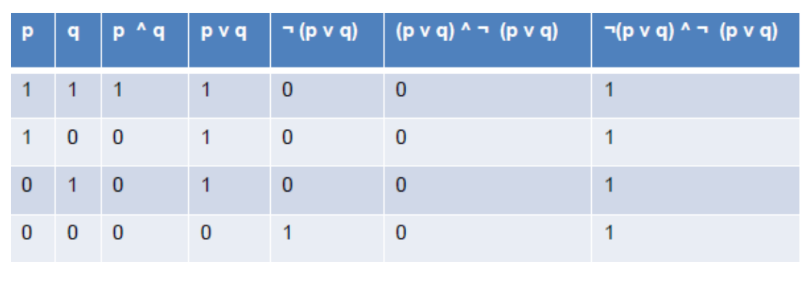 p q p ^ q p v q ¬ (p v q) (p v q) ^ ¬ (p v q) ¬(p v q) ^ ¬ (p v q)
1 1 1 1 0 0 1
1 0 0 1 0 0 1
0 1 0 1 0 0 1
0 0 0 0 1 0 1